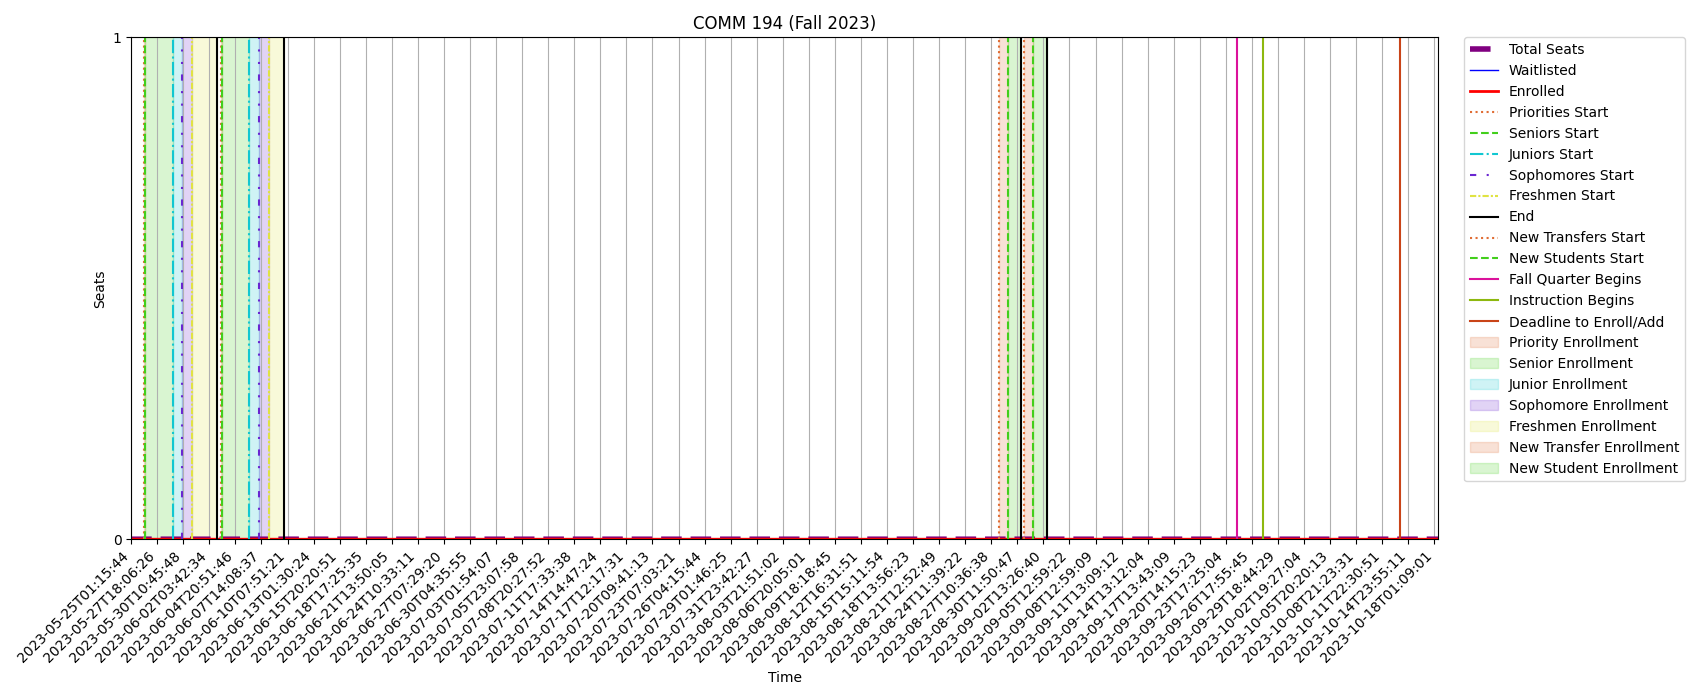 COMM 194 (Fall 2023)
1
0
Seats
2023-05-25T01:15:44
2023-05-27T18:06:26
2023-05-30T10:45:48
2023-06-02T03:42:34
2023-06-04T20:51:46
2023-06-07T14:08:37
2023-06-10T07:51:21
2023-06-13T01:30:24
2023-06-15T20:20:51
2023-06-18T17:25:35
2023-06-21T13:50:05
2023-06-24T10:33:11
2023-06-27T07:29:20
2023-06-30T04:35:55
2023-07-03T01:54:07
2023-07-05T23:07:58
2023-07-08T20:27:52
2023-07-11T17:33:38
2023-07-14T14:47:24
2023-07-17T12:17:31
2023-07-20T09:41:13
2023-07-23T07:03:21
2023-07-26T04:15:44
2023-07-29T01:46:25
2023-07-31T23:42:27
2023-08-03T21:51:02
2023-08-06T20:05:01
2023-08-09T18:18:45
2023-08-12T16:31:51
2023-08-15T15:11:54
2023-08-18T13:56:23
2023-08-21T12:52:49
2023-08-24T11:39:22
2023-08-27T10:36:38
2023-08-30T11:50:47
2023-09-02T13:26:40
2023-09-05T12:59:22
2023-09-08T12:59:09
2023-09-11T13:09:12
2023-09-14T13:12:04
2023-09-17T13:43:09
2023-09-20T14:15:23
2023-09-23T17:25:04
2023-09-26T17:55:45
2023-09-29T18:44:29
2023-10-02T19:27:04
2023-10-05T20:20:13
2023-10-08T21:23:31
2023-10-11T22:30:51
2023-10-14T23:55:11
2023-10-18T01:09:01
Time
Total Seats
Waitlisted
Enrolled
Priorities Start
Seniors Start
Juniors Start
Sophomores Start
Freshmen Start
End
New Transfers Start
New Students Start
Fall Quarter Begins
Instruction Begins
Deadline to Enroll/Add
Priority Enrollment
Senior Enrollment
Junior Enrollment
Sophomore Enrollment
Freshmen Enrollment
New Transfer Enrollment
New Student Enrollment